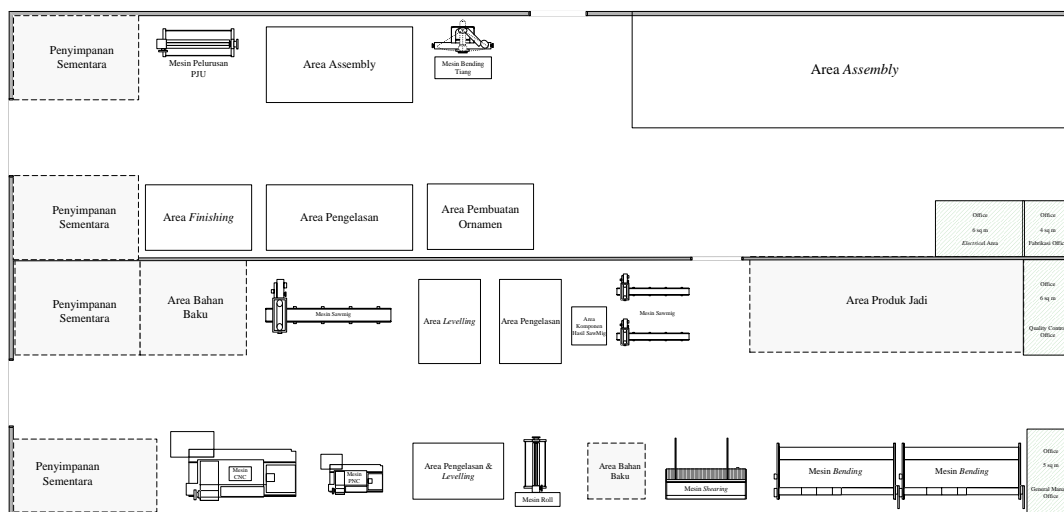 Penyimpanan
Sementara
Mesin Pelurusan
PJU
Area Assembly
Mesin Bending
Tiang
Area Assembly
Penyimpanan
Sementara
Area Finishing
Area Pengelasan
Area Pembuatan
Ornamen
Office
6 sq m
Electrical Area
Office
4 sq m
Fabrikasi Offic
Penyimpanan
Sementara
Area Bahan
Baku
Mesin Sawmig
Area Levelling
Area Pengelasan
Area
Komponen
Hasil SawMig
Mesin Sawmig
Area Produk Jadi
Office
6 sq m
Quality Contro
Office
Penyimpanan
Sementara
Mesin
CNC
Mesin
PNC
Area Pengelasan &
Levelling
Mesin Roll
Area Bahan
Baku
Mesin Shearing
Mesin Bending
Mesin Bending
Office
5 sq m
General Mana
Office